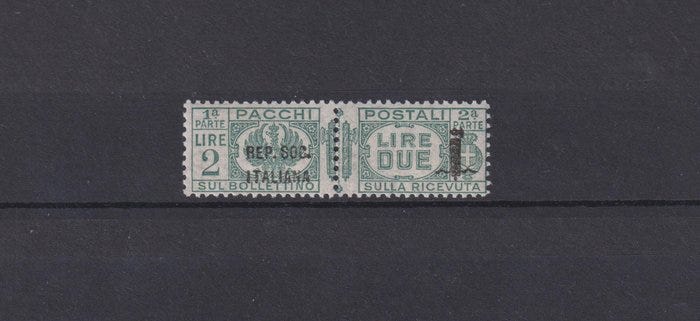 1ª PARTE PACCHI POSTALI 2ª PARTE
LIRE 2
REP. SOC.
ITALIANA
LIRE
DUE
SUL BOLLETTINO SULLA RICEVUTA